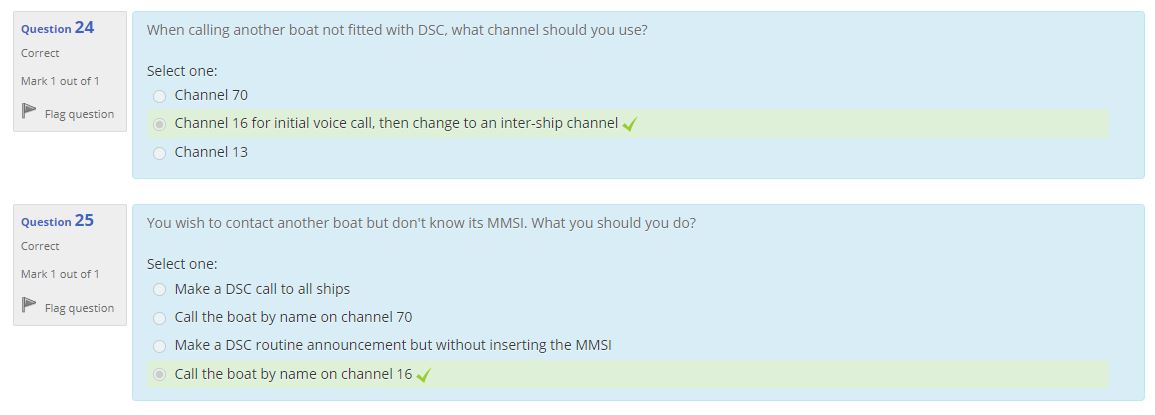 Question 24
Correct
Mark 1 out of 1
Flag question
When calling another boat not fitted with DSC, what channel should you use?
Select one:
Channel 70
Channel 16 for initial voice call, then change to an inter-ship channel
Channel 13
Question 25
Correct
Mark 1 out of 1
Flag question
You wish to contact another boat but don't know its MMSI. What you should you do?
Select one:
Make a DSC call to all ships
Call the boat by name on channel 70
Make a DSC routine announcement but without inserting the MMSI
Call the boat by name on channel 16